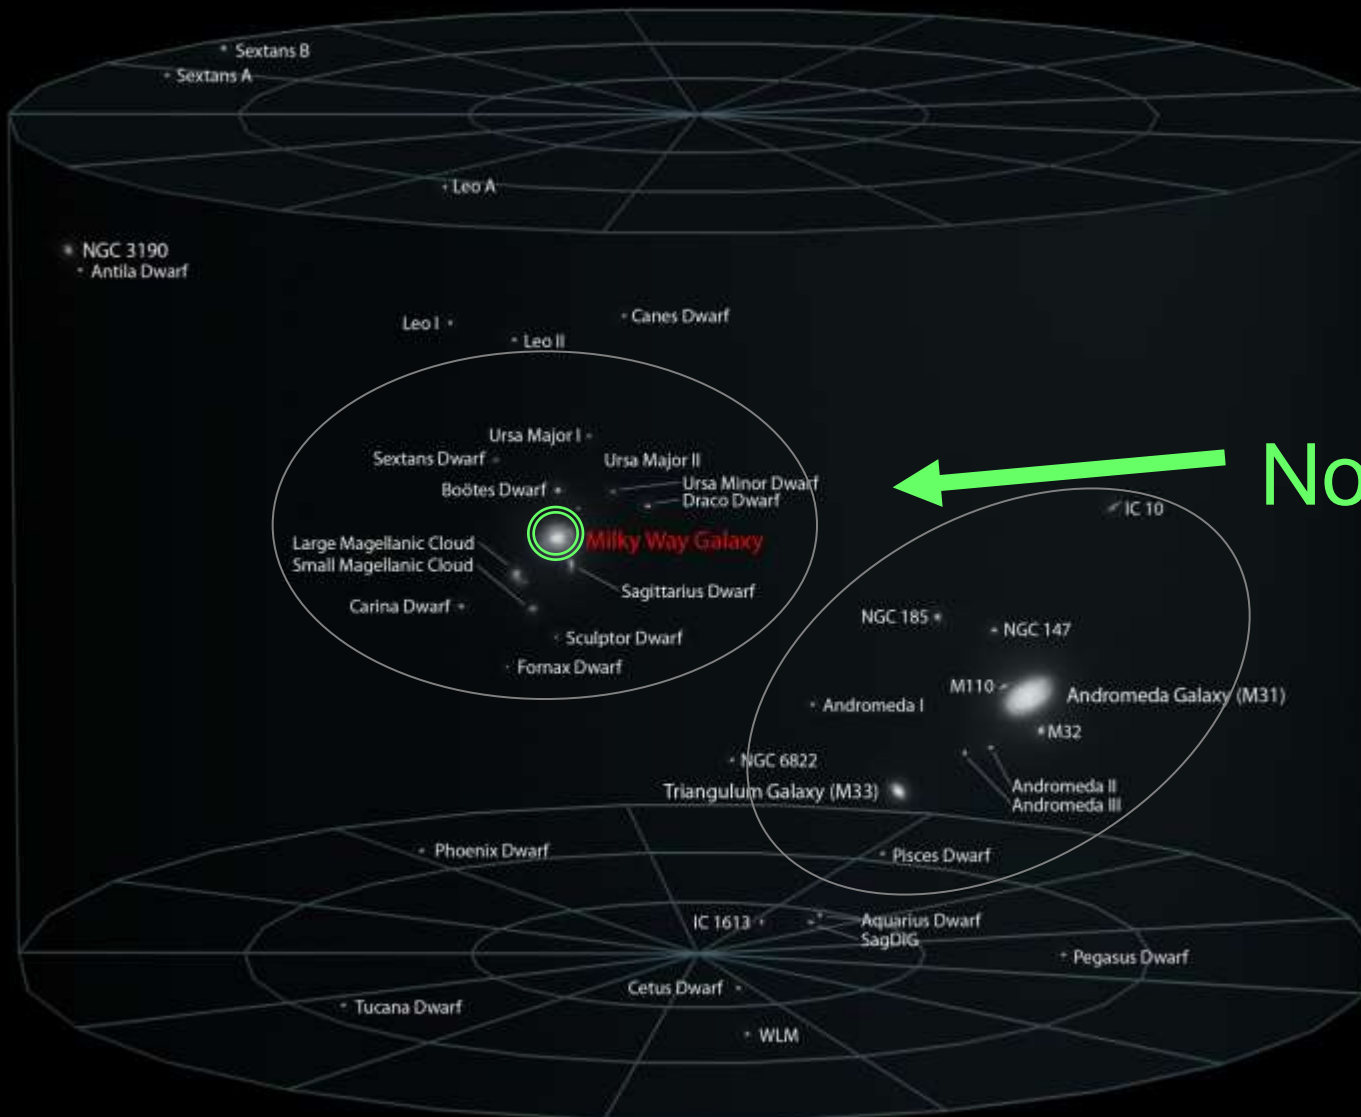 Sextans B
Sextans A
Leo A
NGC 3190
Antila Dwarf
Canes Dwarf
Leo I
Leo II
Ursa Major I
Sextans Dwarf
Ursa Major II
Ursa Minor Dwarf
Boötes Dwarf
Draco Dwarf
No
IC 10
Milky Way Galaxy
Large Magellanic Cloud
Small Magellanic Cloud
Sagittarius Dwarf
Carina Dwarf
NGC 185
NGC 147
Sculptor Dwarf
Fornax Dwarf
M110
Andromeda Galaxy (M31)
Andromeda I
M32
NGC 6822
Triangulum Galaxy (M33)
Andromeda II
Andromeda III
Phoenix Dwarf
Pisces Dwarf
IC 1613
Aquarius Dwarf
SagDIG
Pegasus Dwarf
Cetus Dwarf
Tucana Dwarf
WLM